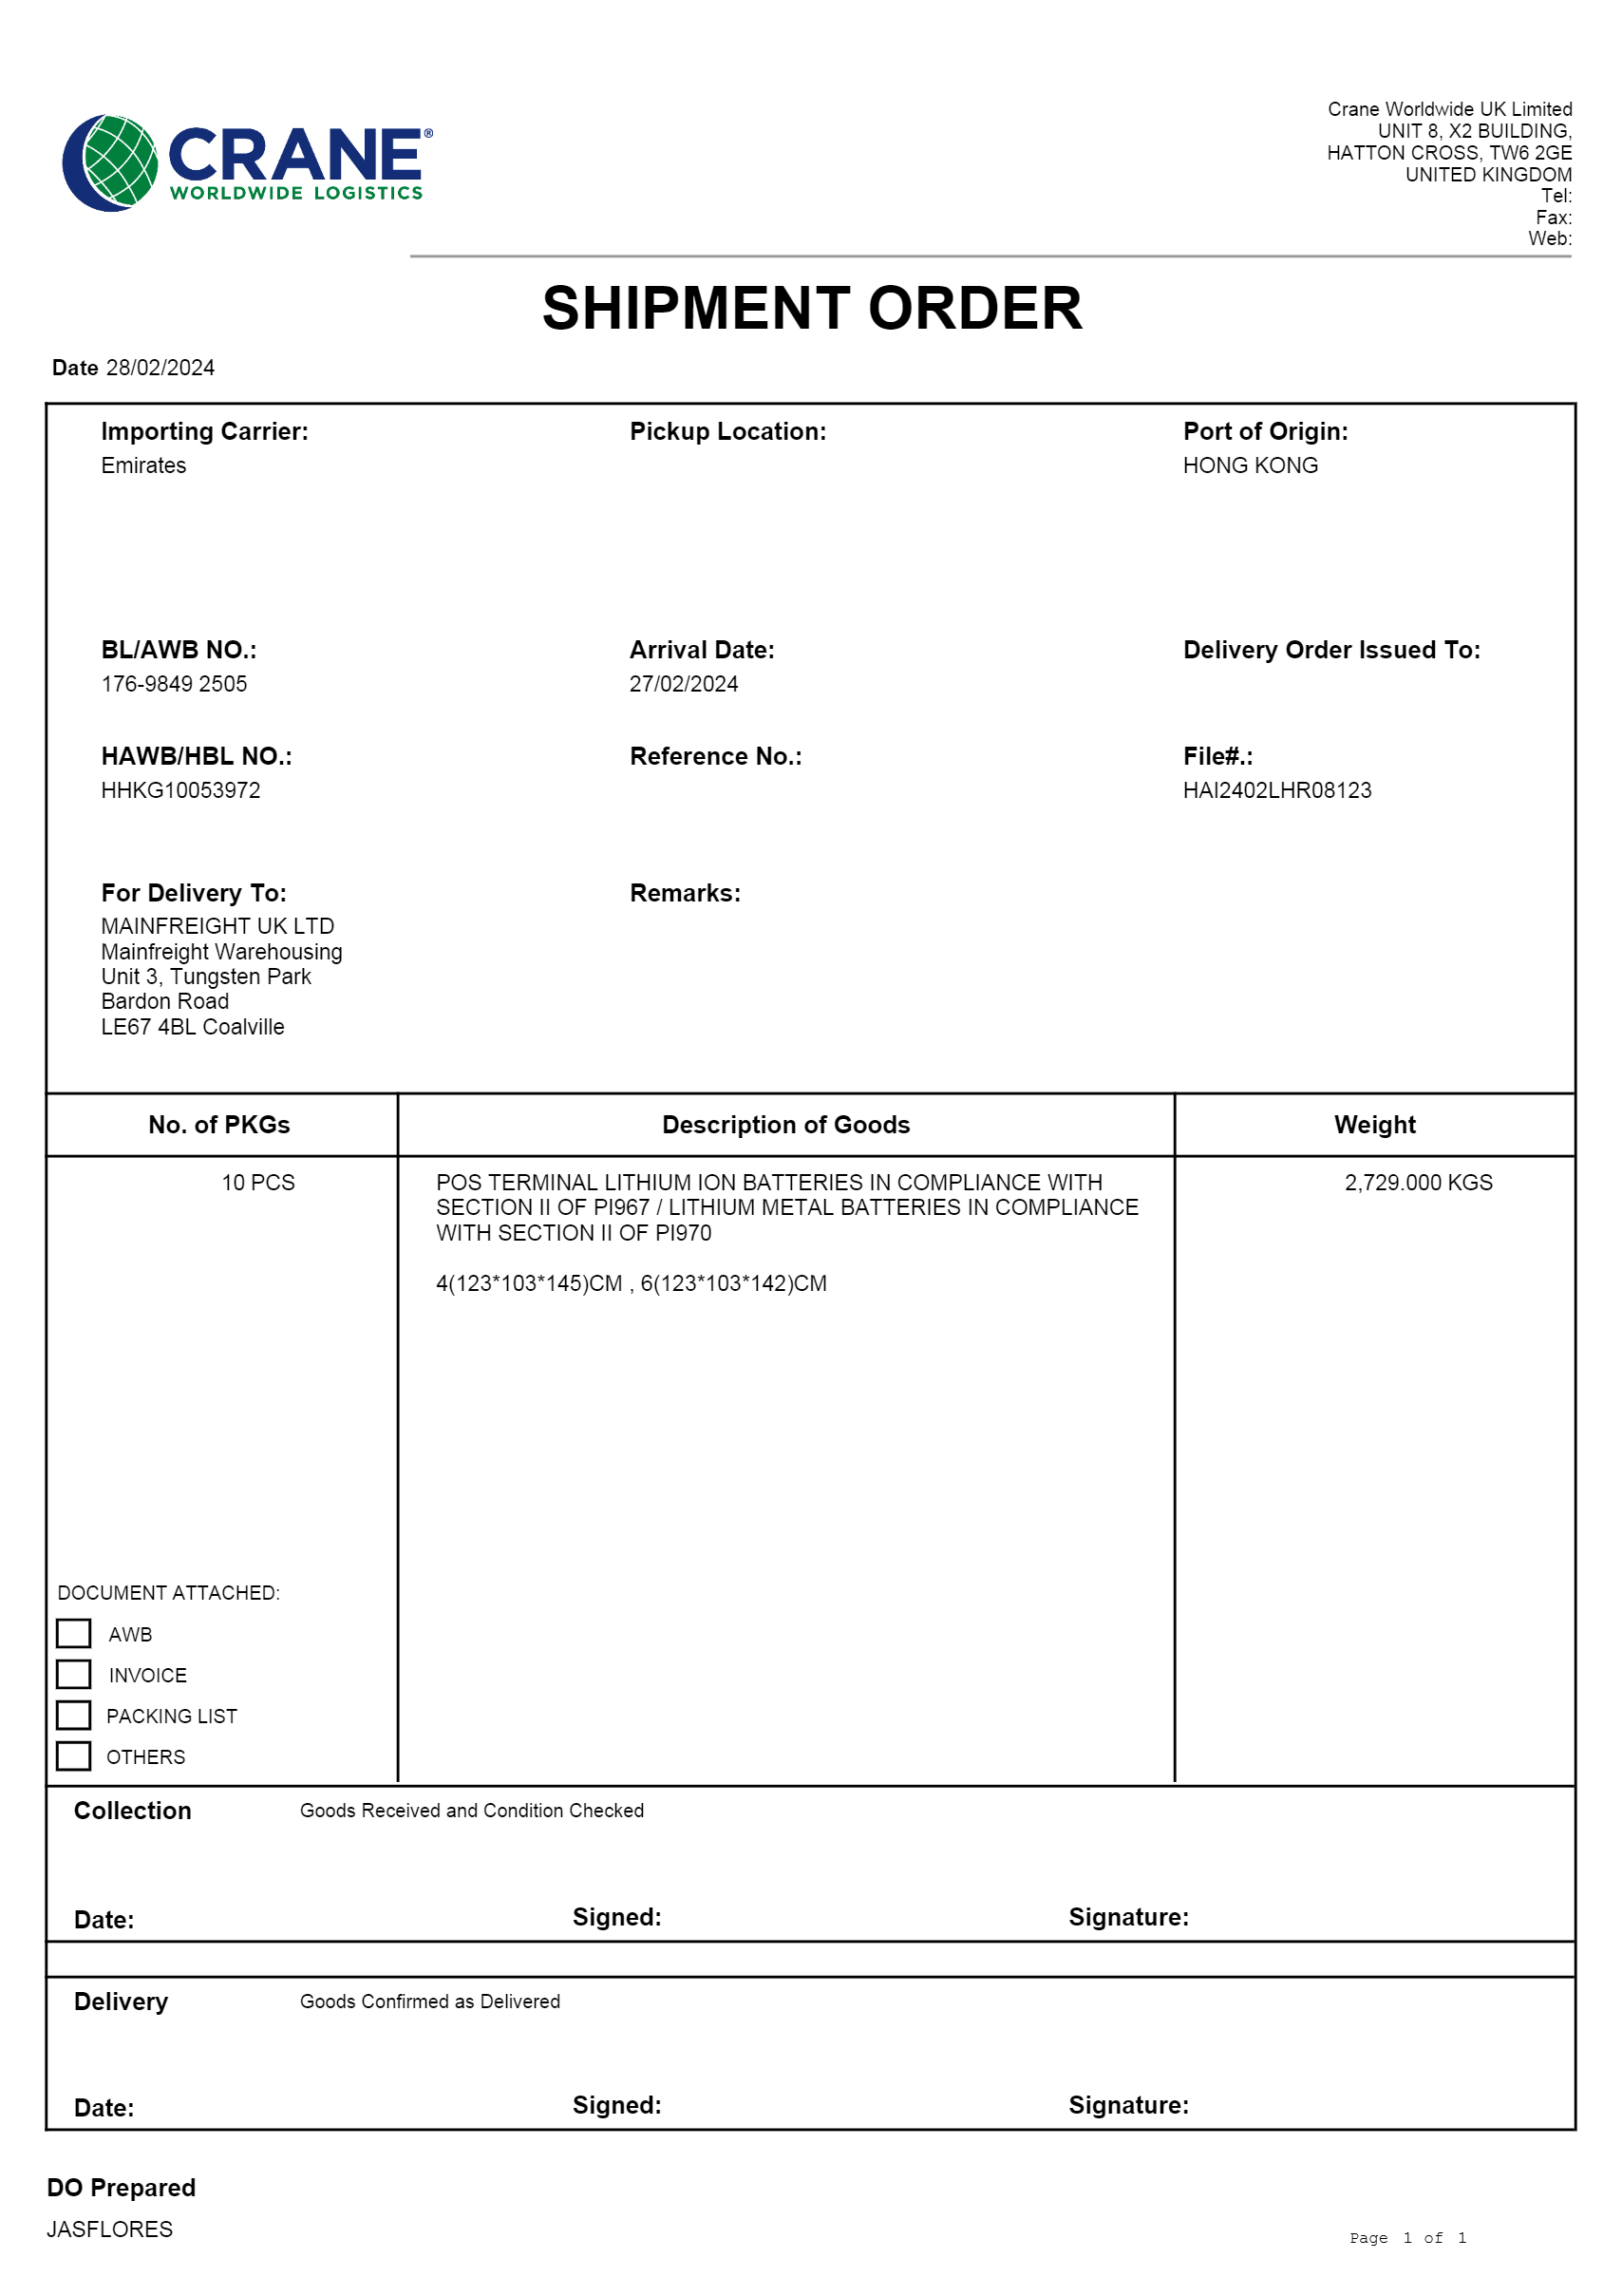 CRANE®
WORLDWIDE LOGISTICS
Crane Worldwide UK Limited
UNIT 8, X2 BUILDING,
HATTON CROSS, TW6 2GE
UNITED KINGDOM
Tel:
Fax:
Web:
SHIPMENT ORDER
Date 28/02/2024
Importing Carrier:
Emirates
Pickup Location:
Port of Origin:
HONG KONG
BL/AWB NO.:
176-9849 2505
Arrival Date:
27/02/2024
Delivery Order Issued To:
HAWB/HBL NO.:
HHKG10053972
Reference No.:
File#.:
HAI2402LHR08123
For Delivery To:
MAINFREIGHT UK LTD
Mainfreight Warehousing
Unit 3, Tungsten Park
Bardon Road
LE67 4BL Coalville
Remarks:
No. of PKGs
Description of Goods
Weight
10 PCS
POS TERMINAL LITHIUM ION BATTERIES IN COMPLIANCE WITH
SECTION II OF PI967 / LITHIUM METAL BATTERIES IN COMPLIANCE
WITH SECTION II OF PI970
4(123*103*145)CM , 6(123*103*142)CM
2,729.000 KGS
DOCUMENT ATTACHED:
AWB
INVOICE
PACKING LIST
OTHERS
Collection
Goods Received and Condition Checked
Date:
Signed:
Signature:
Delivery
Goods Confirmed as Delivered
Date:
Signed:
Signature:
DO Prepared
JASFLORES
Page 1 of 1